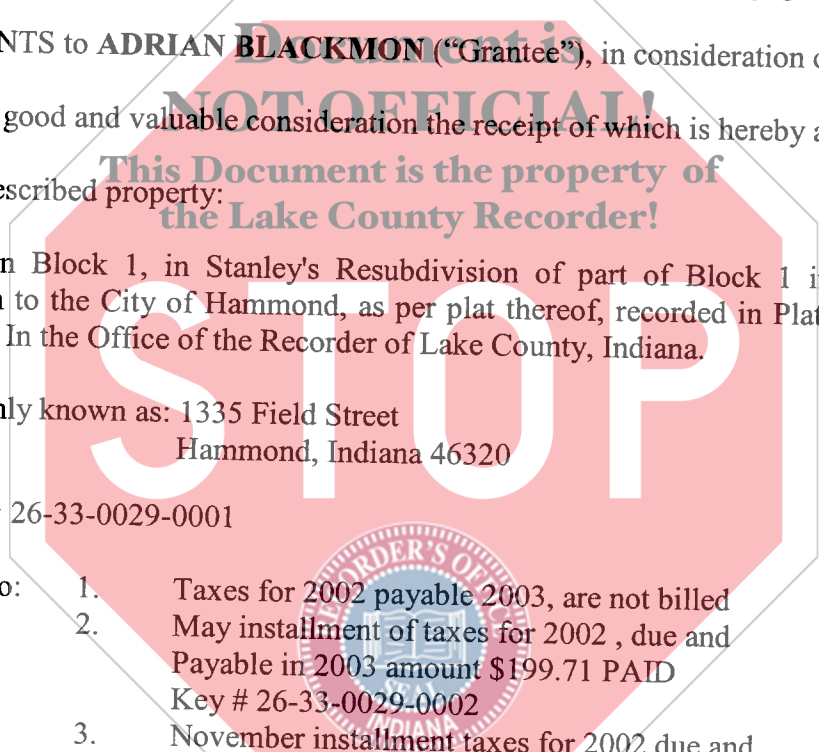 Document is
NTS to ADRIAN BLACKMON (“Grantee”), in consideration
NOT OFFICIAL!
good and valuable consideration the receipt of which is hereby a
This Document is the property of
escribed property:
the Lake County Recorder!
n Block 1, in Stanley's Resubdivision of part of Block 1 i
to the City of Hammond, as per plat thereof, recorded in Plat
In the Office of the Recorder of Lake County, Indiana.
STOP
nly known as: 1335 Field Street
Hammond, Indiana 46320
26-33-0029-0001
RECORDER'S OFFICE
o: 1. Taxes for 2002 payable 2003, are not billed
2. May installment of taxes for 2002 , due and
Payable in 2003 amount $199.71 PAID
SEAL
Key # 26-33-0029-0002
INDIANA
3. November installment taxes for 2002 due and